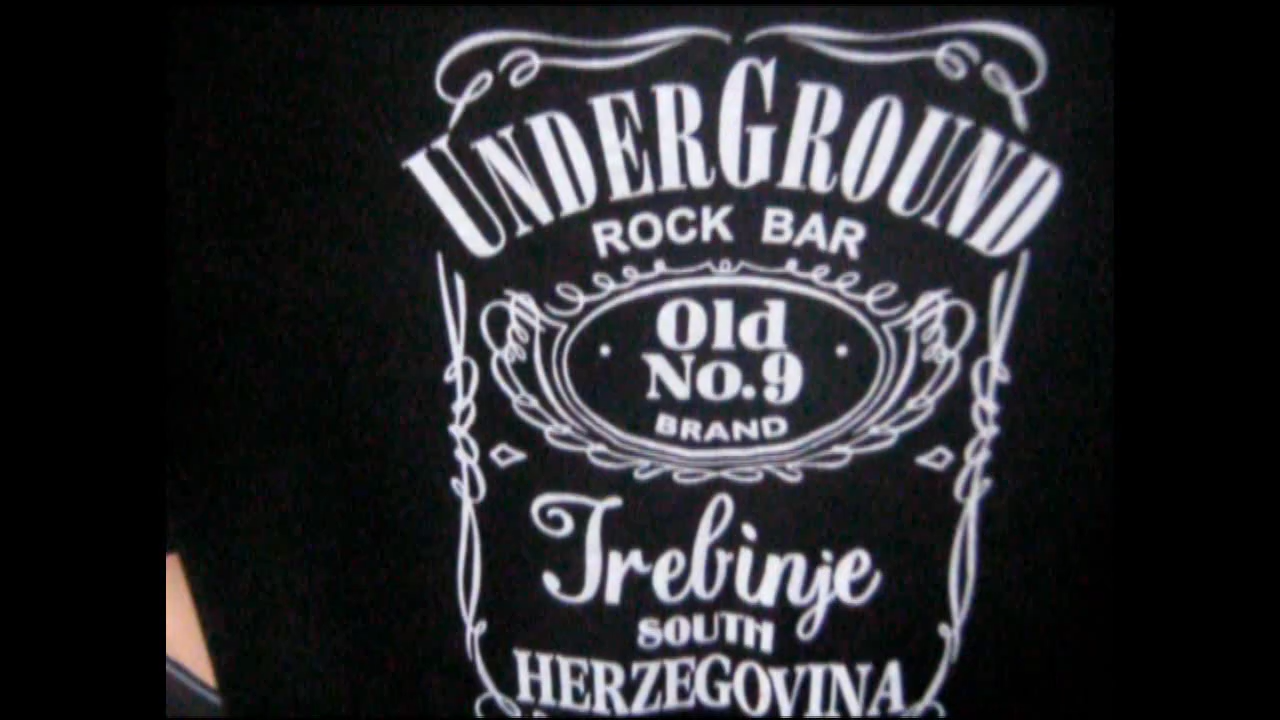 UNDERGROUND
ROCK BAR
Old
No.9
BRAND
Trebinje
SOUTH
HERZEGOVINA